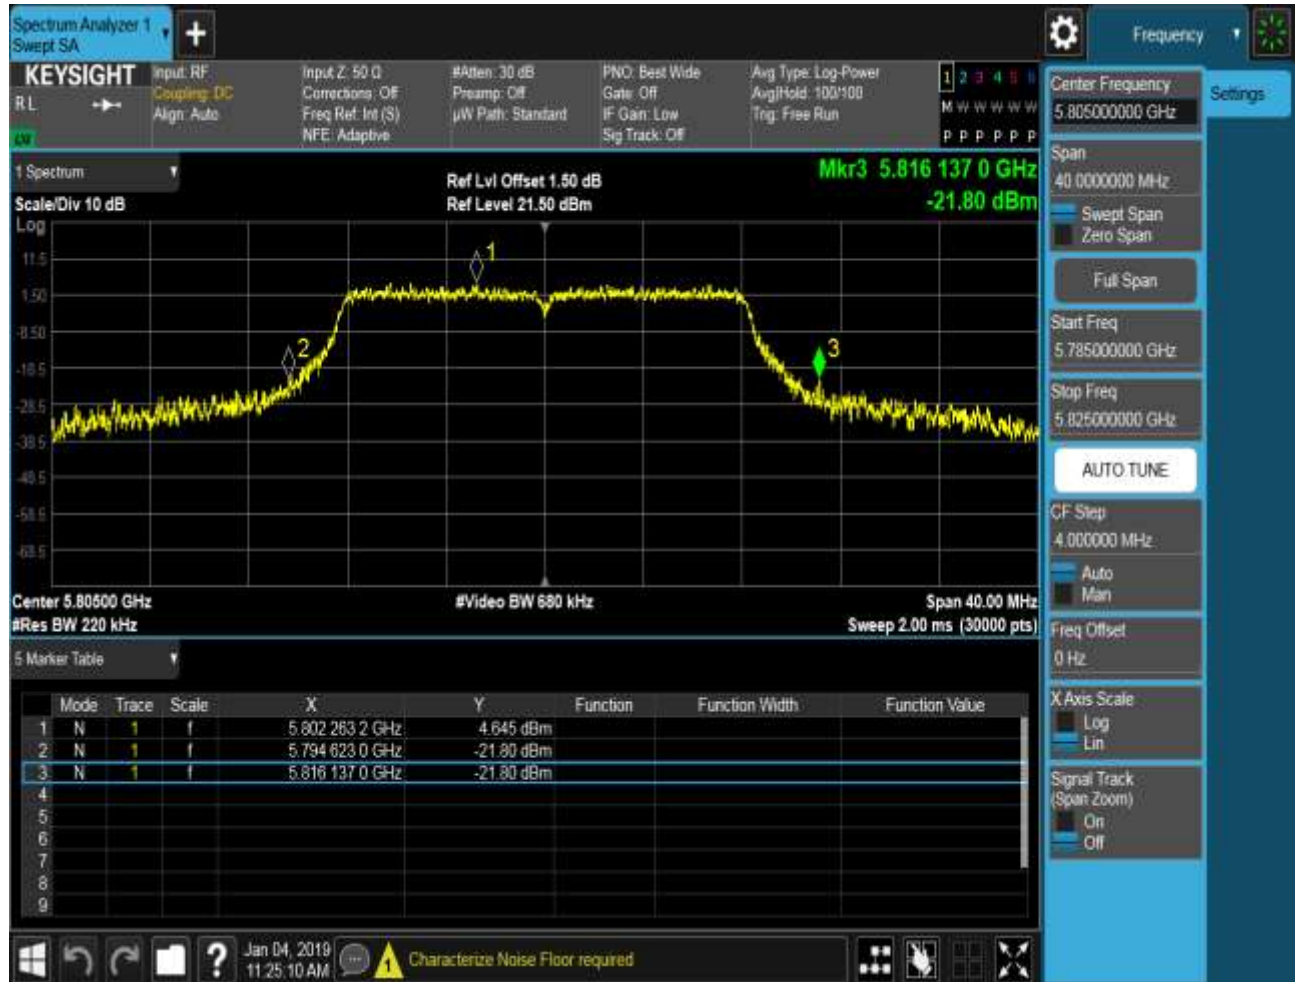 Spectrum Analyzer 1
Swept SA
Frequency
KEYSIGHT
R L
Input: RF
Coupling: DC
Align: Auto
Input Z: 50 Ω
Corrections: Off
Freq Ref: Int (S)
NFE: Adaptive
#Atten: 30 dB
Preamp: Off
µW Path: Standard
PNO: Best Wide
Gate: Off
IF Gain: Low
Sig Track: Off
Avg Type: Log-Power
Avg|Hold: 100/100
Trig: Free Run
1 2 3 4 5 6
M W W W W W
P P P P P P
1 Spectrum
Scale/Div 10 dB
Log
Ref Lvl Offset 1.50 dB
Ref Level 21.50 dBm
Mkr3 5.816 137 0 GHz
-21.80 dBm
11.5
1.50
-8.50
-18.5
-28.5
-38.5
-48.5
-58.5
-68.5
1
2
3
Center 5.80500 GHz
#Video BW 680 kHz
Span 40.00 MHz
#Res BW 220 kHz
Sweep 2.00 ms (30000 pts)
5 Marker Table
Mode Trace Scale X Y Function Function Width Function Value
1 N 1 f 5.802 263 2 GHz 4.645 dBm
2 N 1 f 5.794 623 0 GHz -21.80 dBm
3 N 1 f 5.816 137 0 GHz -21.80 dBm
4
5
6
7
8
9
Center Frequency
5.805000000 GHz
Settings
Span
40.0000000 MHz
Swept Span
Zero Span
Full Span
Start Freq
5.785000000 GHz
Stop Freq
5.825000000 GHz
AUTO TUNE
CF Step
4.000000 MHz
Auto
Man
Freq Offset
0 Hz
X Axis Scale
Log
Lin
Signal Track
(Span Zoom)
On
Off
?
Jan 04, 2019
11:25:10 AM
1
Characterize Noise Floor required